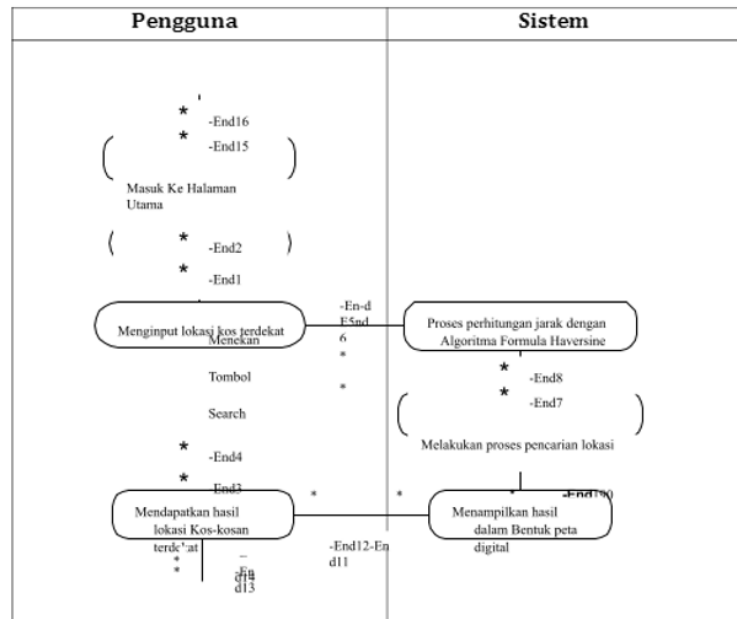 Pengguna
Sistem
*
-End16
*
-End15
Masuk Ke Halaman
Utama
*
-End2
*
-End1
Menginput lokasi kos terdekat
Menekan
Tombol
Search
*
-End4
*
-End3
Mendapatkan hasil
lokasi Kos-kosan
*
*
d13
-En-d
6
*
*
*
*
-End12-En
d11
Proses perhitungan jarak dengan
Algoritma Formula Haversine
*
-End8
*
-End7
Melakukan proses pencarian lokasi
*
Menampilkan hasil
dalam Bentuk peta
digital